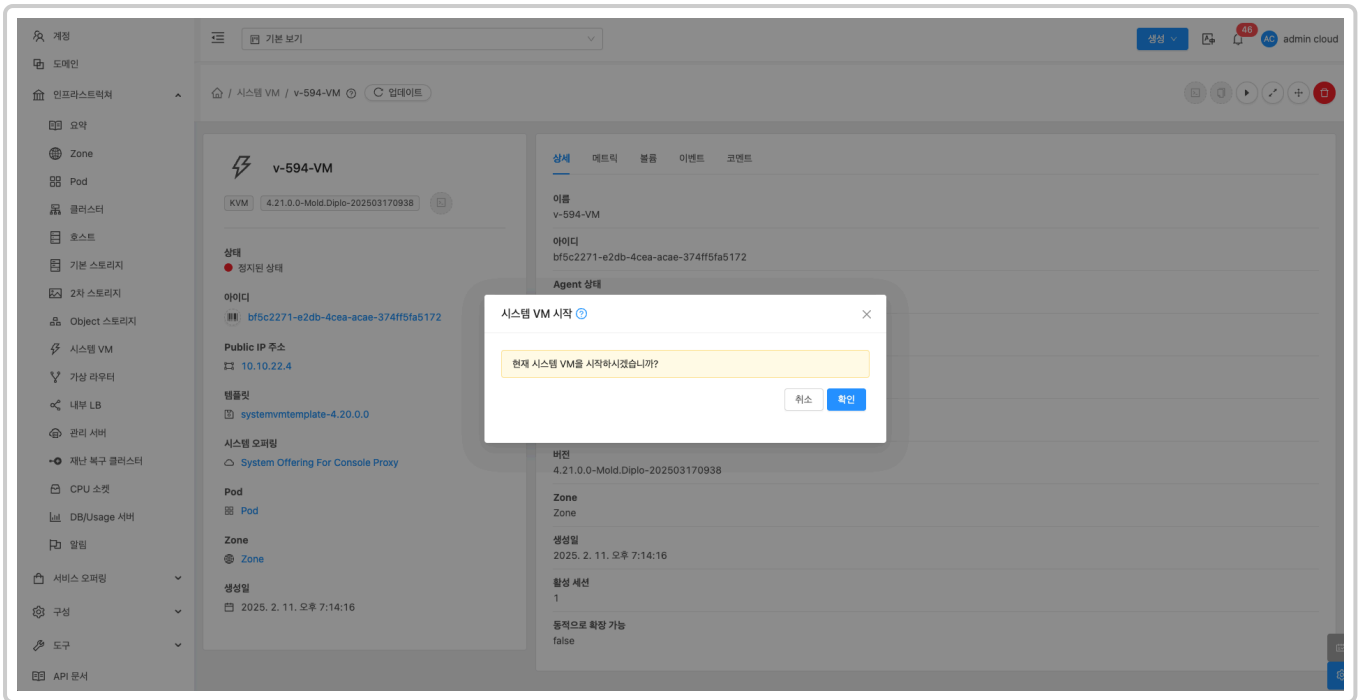 계정
도메인
인프라스트럭쳐
요약
Zone
Pod
클러스터
호스트
기본 스토리지
2차 스토리지
Object 스토리지
시스템 VM
가상 라우터
내부 LB
관리 서버
재난 복구 클러스터
CPU 소켓
DB/Usage 서버
알림
서비스 오퍼링
구성
도구
API 문서
기본 보기
생성
46
AC admin cloud
/ 시스템 VM / v-594-VM 업데이트
v-594-VM
KVM 4.21.0.0-Mold.Diplo-202503170938
상태
정지된 상태
아이디
bf5c2271-e2db-4cea-acae-374ff5fa5172
Public IP 주소
10.10.22.4
템플릿
systemvmtemplate-4.20.0.0
시스템 오퍼링
System Offering For Console Proxy
Pod
Pod
Zone
Zone
생성일
2025. 2. 11. 오후 7:14:16
상세 메트릭 볼륨 이벤트 코멘트
이름
v-594-VM
아이디
bf5c2271-e2db-4cea-acae-374ff5fa5172
Agent 상태
시스템 VM 시작
현재 시스템 VM을 시작하시겠습니까?
취소 확인
버전
4.21.0.0-Mold.Diplo-202503170938
Zone
Zone
생성일
2025. 2. 11. 오후 7:14:16
활성 세션
1
동적으로 확장 가능
false